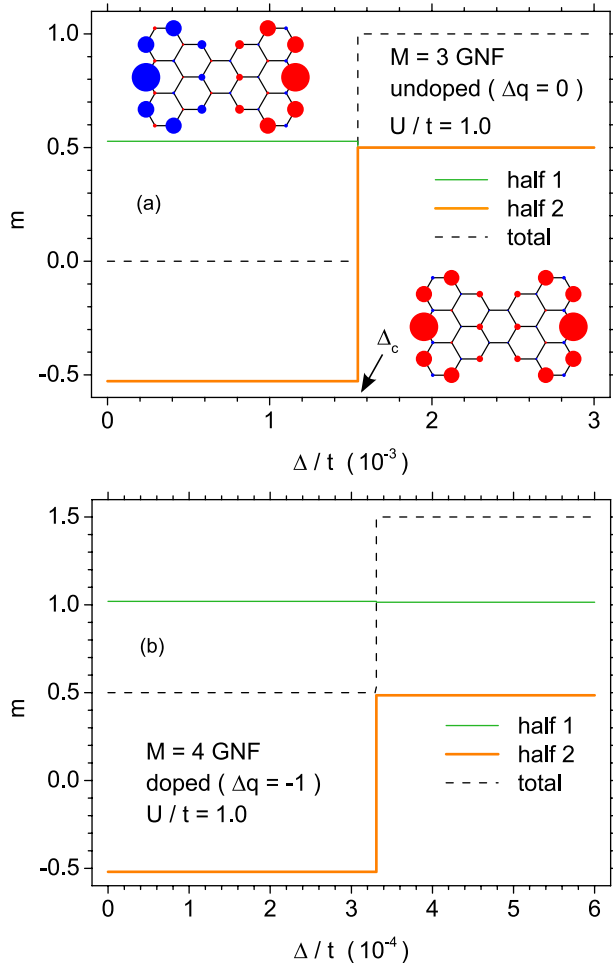 1.0
M = 3 GNF
undoped ( Δq = 0 )
U / t = 1.0
0.5
half 1
(a)
half 2
m
total
0.0
Δc
-0.5
0 1 2 3
Δ / t ( 10⁻³ )
1.5
1.0
(b)
m
0.5
half 1
M = 4 GNF
half 2
doped ( Δq = -1 )
total
0.0
U / t = 1.0
-0.5
0 1 2 3 4 5 6
Δ / t ( 10⁻⁴ )